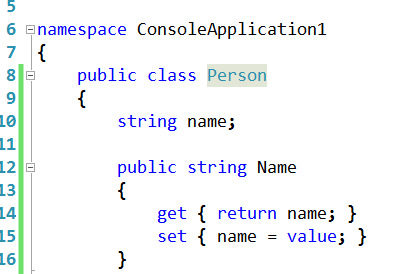 5
6 namespace ConsoleApplication1
7 {
8     public class Person
9     {
10         string name;
11
12         public string Name
13         {
14             get { return name; }
15             set { name = value; }
16         }